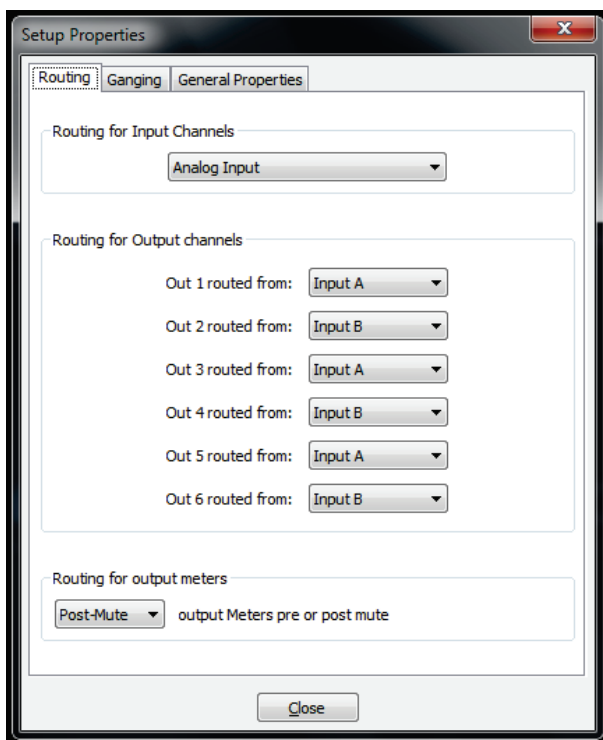 Setup Properties
Routing Ganging General Properties
Routing for Input Channels
Analog Input
Routing for Output channels
Out 1 routed from: Input A
Out 2 routed from: Input B
Out 3 routed from: Input A
Out 4 routed from: Input B
Out 5 routed from: Input A
Out 6 routed from: Input B
Routing for output meters
Post-Mute output Meters pre or post mute
Close